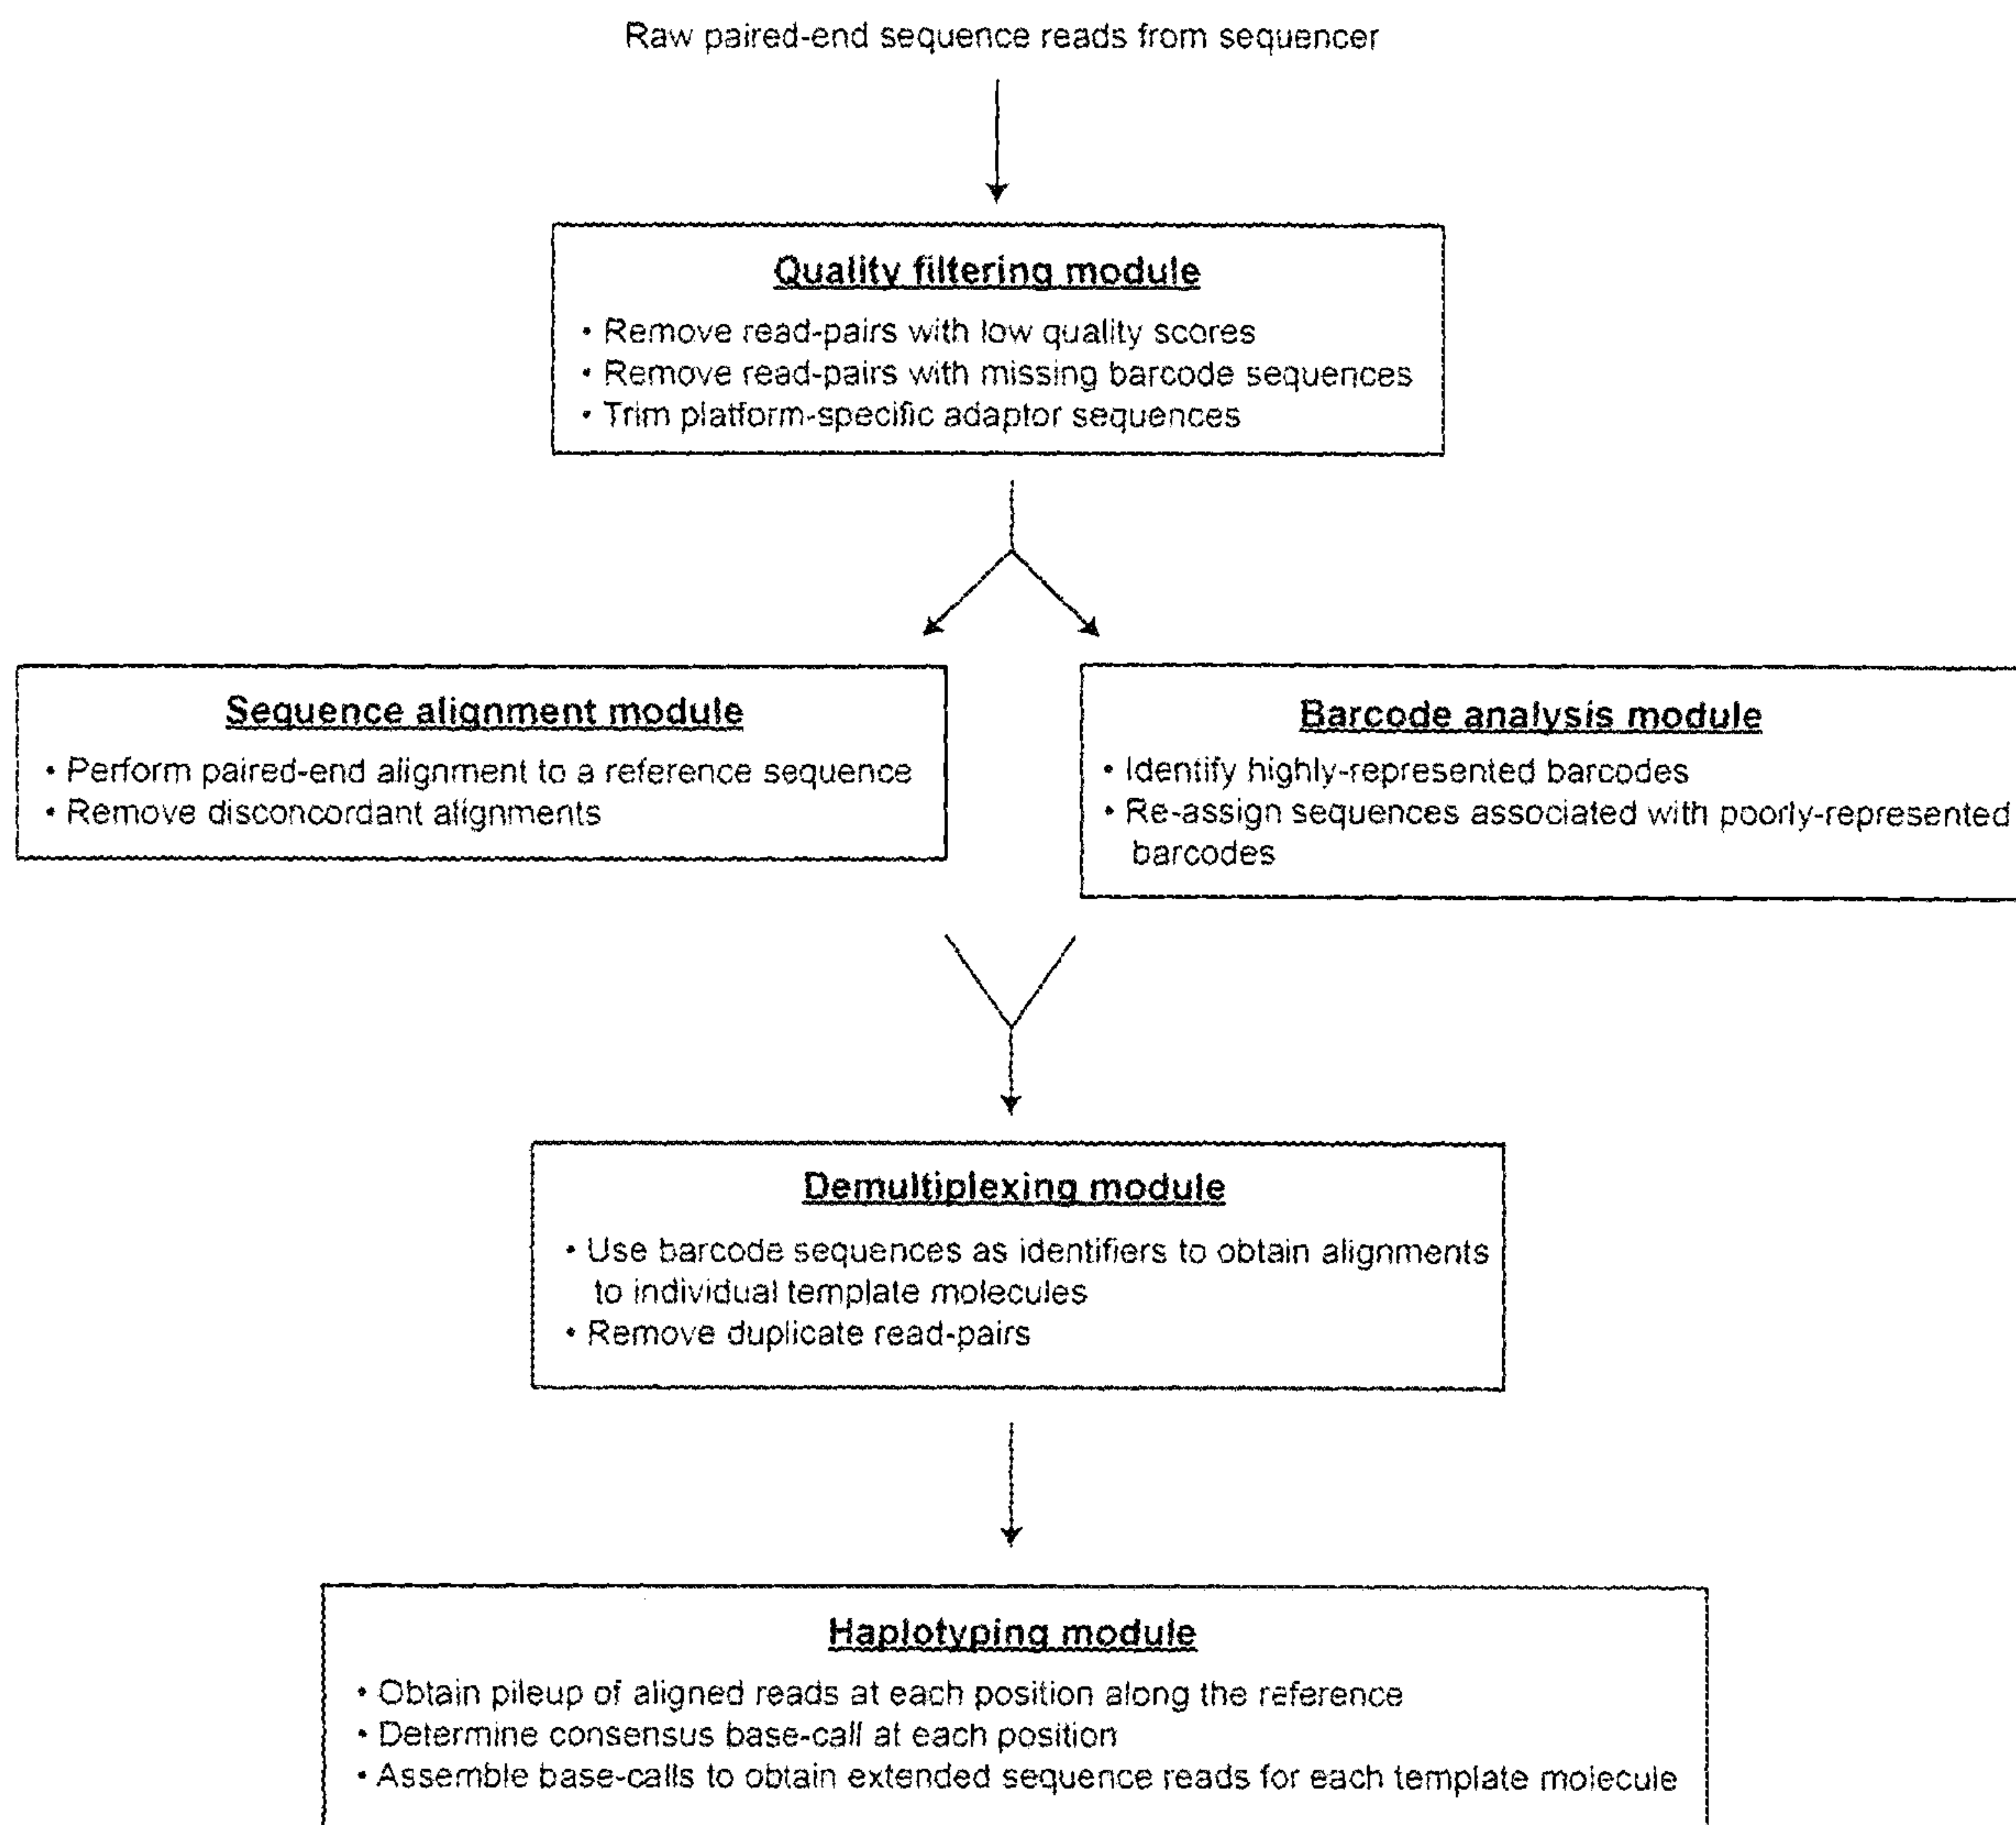 Raw paired-end sequence reads from sequencer
Quality filtering module
• Remove read-pairs with low quality scores
• Remove read-pairs with missing barcode sequences
• Trim platform-specific adaptor sequences
Sequence alignment module
• Perform paired-end alignment to a reference sequence
• Remove disconcordant alignments
Barcode analysis module
• Identify highly-represented barcodes
• Re-assign sequences associated with poorly-represented
barcodes
Demultiplexing module
• Use barcode sequences as identifiers to obtain alignments
to individual template molecules
• Remove duplicate read-pairs
Haplotyping module
• Obtain pileup of aligned reads at each position along the reference
• Determine consensus base-call at each position
• Assemble base-calls to obtain extended sequence reads for each template molecule